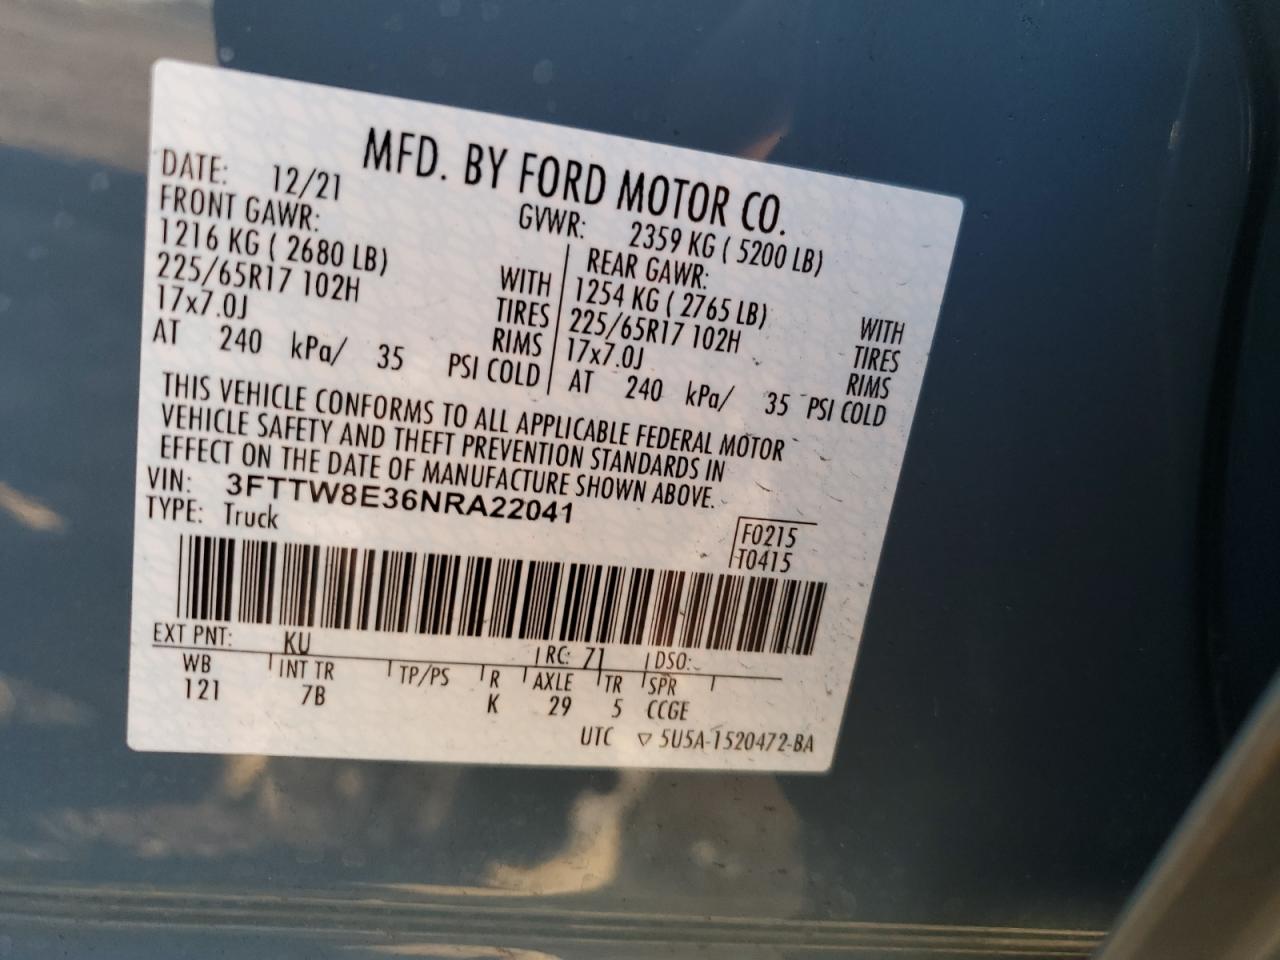 MFD. BY FORD MOTOR CO.
DATE: 12/21 GVWR: 2359 KG ( 5200 LB)
FRONT GAWR: REAR GAWR:
1216 KG ( 2680 LB) WITH 1254 KG ( 2765 LB) WITH
225/65R17 102H TIRES 225/65R17 102H TIRES
17x7.0J RIMS 17x7.0J RIMS
AT 240 kPa/ 35 PSI COLD AT 240 kPa/ 35 PSI COLD
THIS VEHICLE CONFORMS TO ALL APPLICABLE FEDERAL MOTOR
VEHICLE SAFETY AND THEFT PREVENTION STANDARDS IN
EFFECT ON THE DATE OF MANUFACTURE SHOWN ABOVE.
VIN: 3FTTW8E36NRA22041
TYPE: Truck
F0215
T0415
EXT PNT: KU RC: 71 DSO:
WB INT TR TP/PS R AXLE TR SPR
121 7B K 29 5 CCGE
UTC ▽ 5U5A-1520472-BA